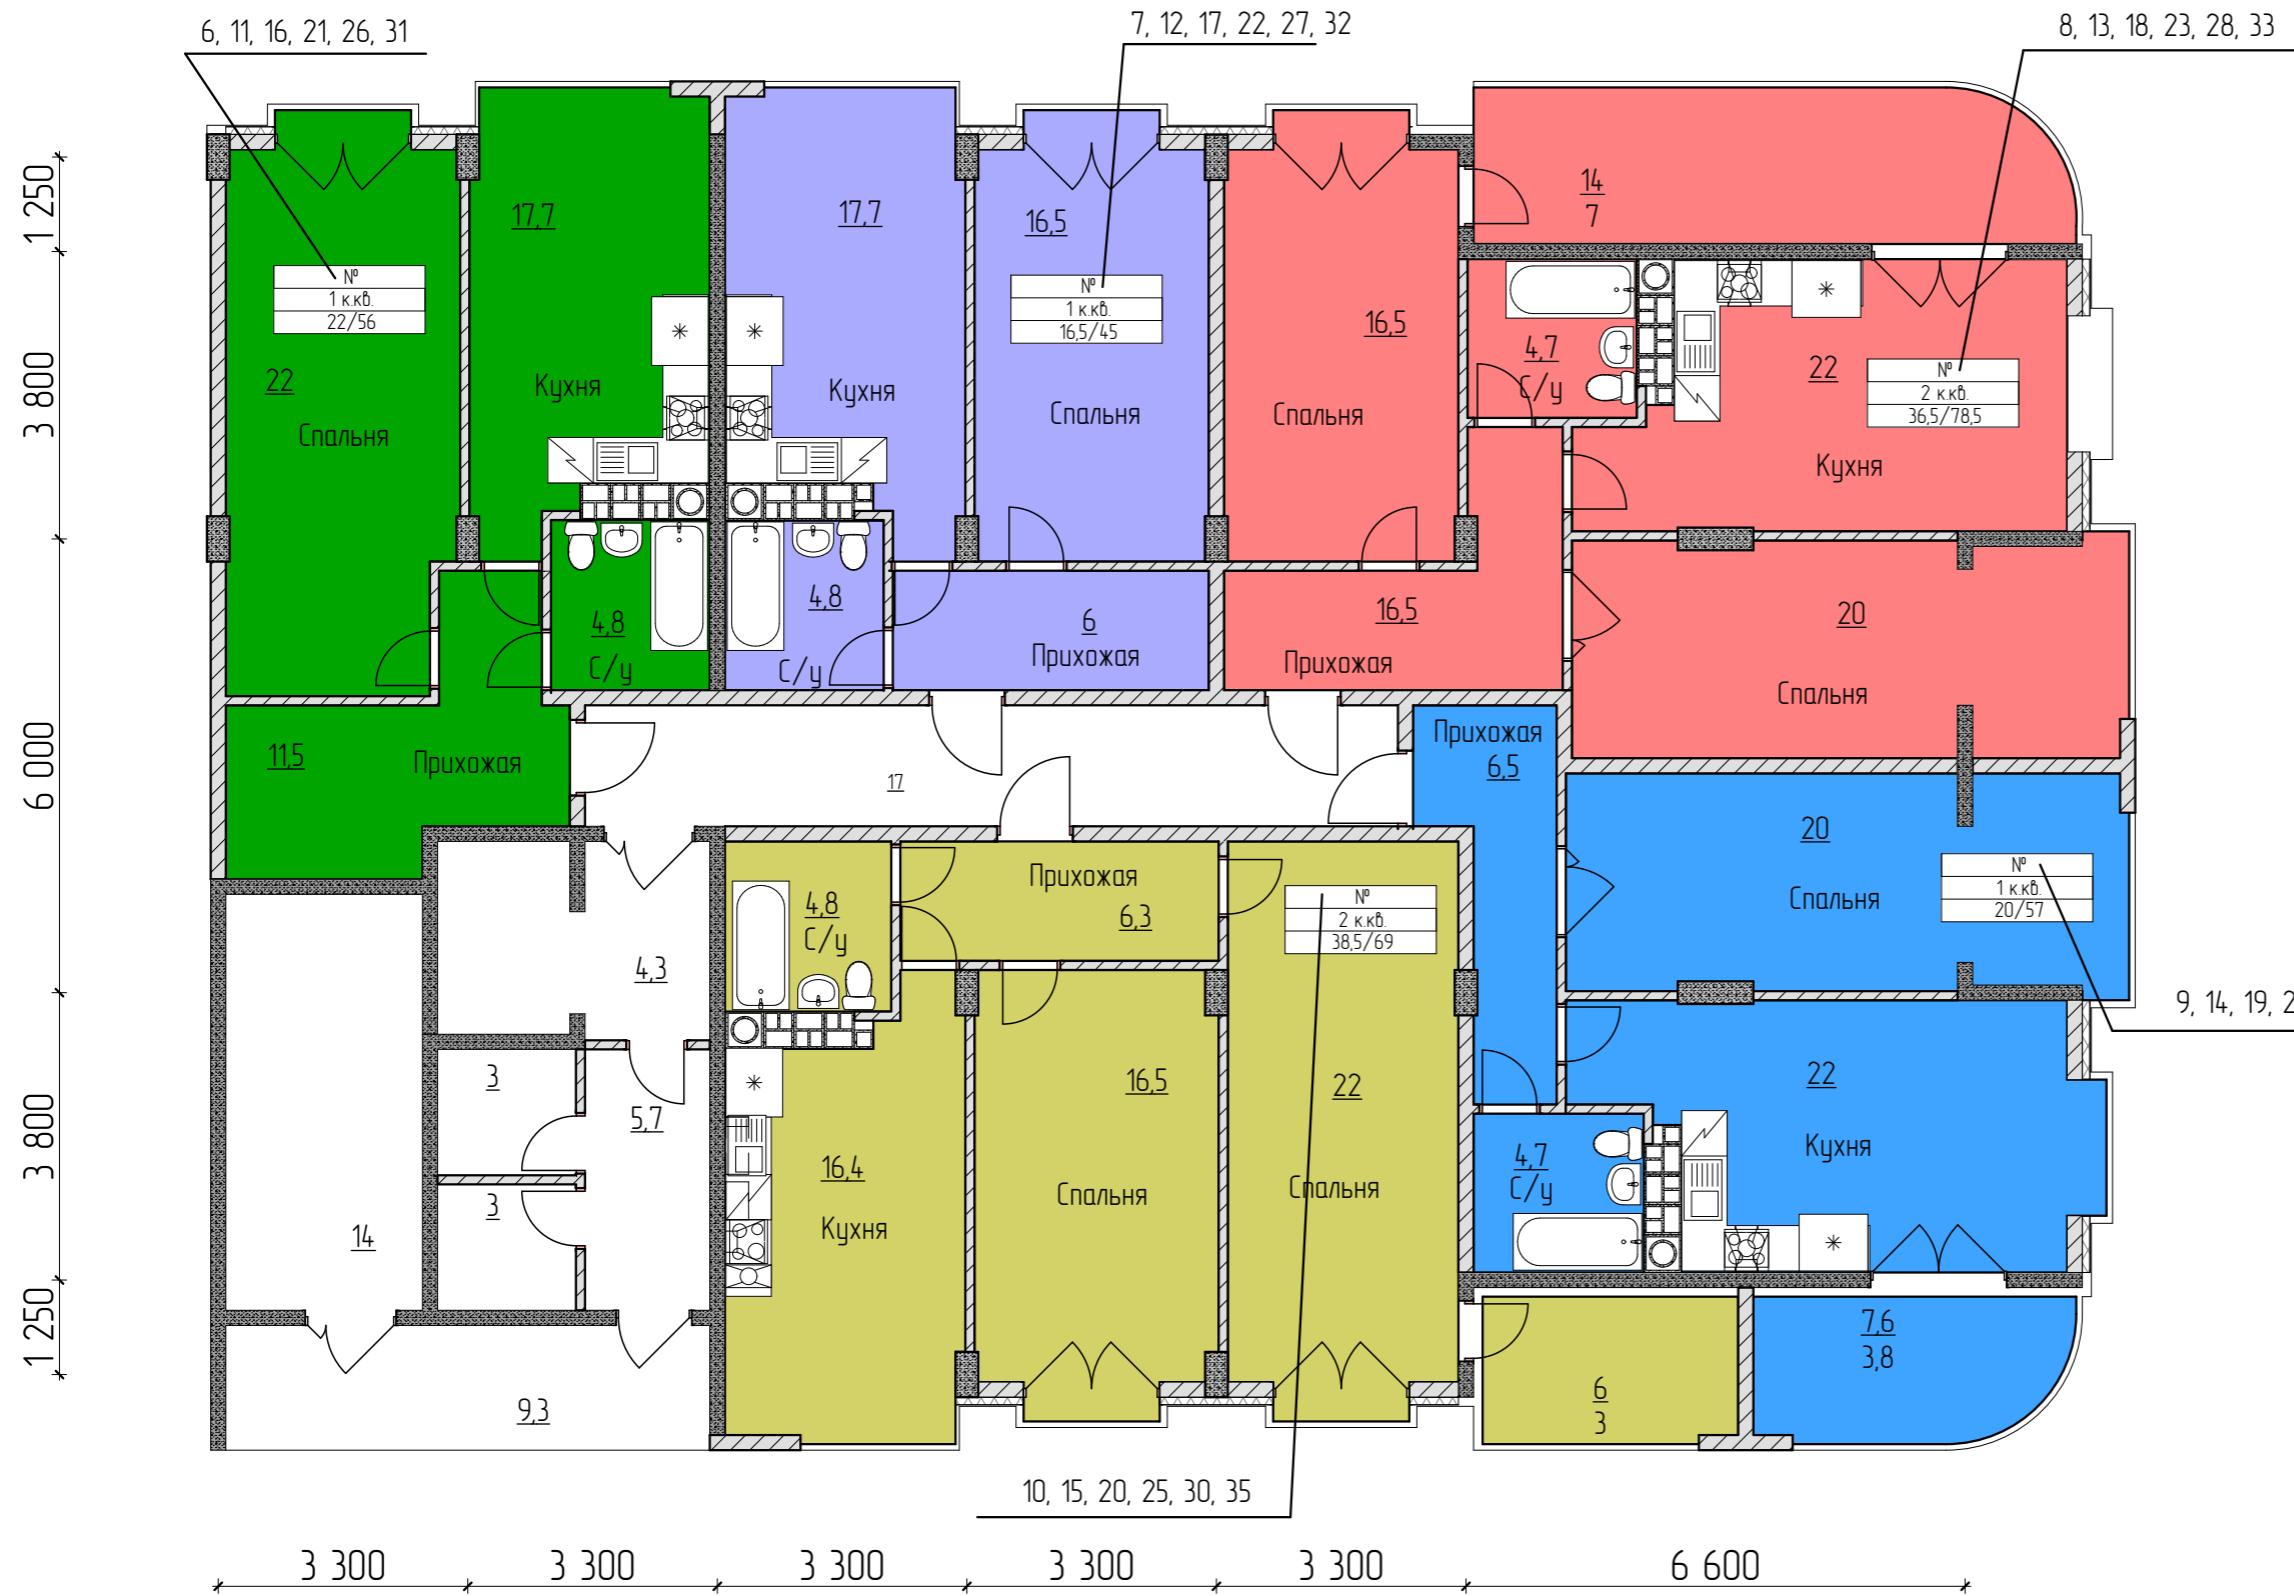 6, 11, 16, 21, 26, 31
7, 12, 17, 22, 27, 32
8, 13, 18, 23, 28, 33
1 250
3 800
6 000
3 800
1 250
22
Спальня
№
1 к.кв.
22/56
17,7
Кухня
4,8
С/у
11,5
Прихожая
17,7
Кухня
4,8
С/у
16,5
№
1 к.кв.
16,5/45
Спальня
6
Прихожая
16,5
Спальня
16,5
Прихожая
14
7
4,7
С/у
22
Кухня
№
2 к.кв.
36,5/78,5
20
Спальня
17
Прихожая
6,5
20
Спальня
№
1 к.кв.
20/57
9, 14, 19, 2
22
Кухня
4,7
С/у
7,6
3,8
4,8
С/у
Прихожая
6,3
№
2 к.кв.
38,5/69
16,4
Кухня
16,5
Спальня
22
Спальня
6
3
4,3
3
5,7
3
14
9,3
10, 15, 20, 25, 30, 35
3 300
3 300
3 300
3 300
3 300
6 600